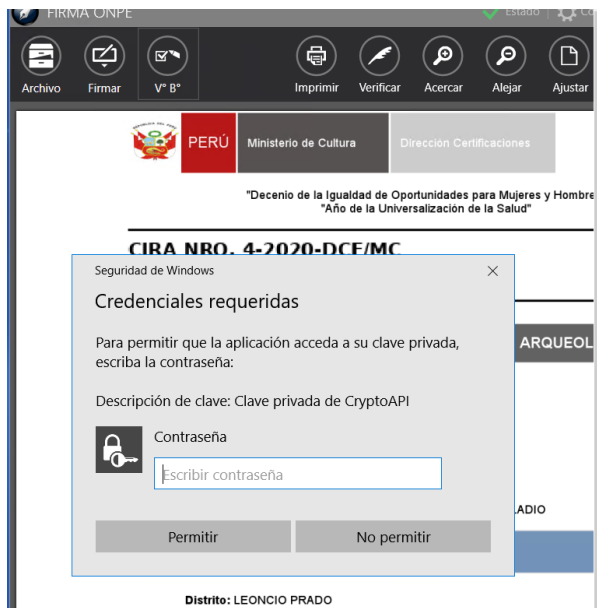 FIRMA ONPE
Estado
Archivo
Firmar
V° B°
Imprimir
Verificar
Acercar
Alejar
Ajustar
PERÚ
Ministerio de Cultura
Dirección Certificaciones
"Decenio de la Igualdad de Oportunidades para Mujeres y Hombre
"Año de la Universalización de la Salud"
CIRA NRO. 4-2020-DCE/MC
Seguridad de Windows
Credenciales requeridas
Para permitir que la aplicación acceda a su clave privada,
escriba la contraseña:
Descripción de clave: Clave privada de CryptoAPI
Contraseña
Escribir contraseña
Permitir
No permitir
ARQUEOL
LADIO
Distrito: LEONCIO PRADO